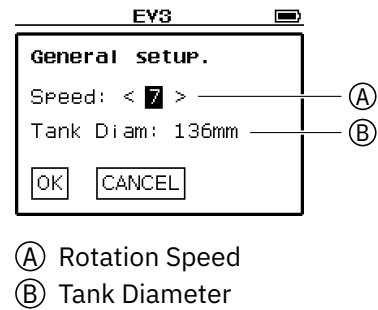 EV3
General setup.
Speed: < 7 > Ⓐ
Tank Diam: 136mm Ⓑ
OK CANCEL
Ⓐ Rotation Speed
Ⓑ Tank Diameter